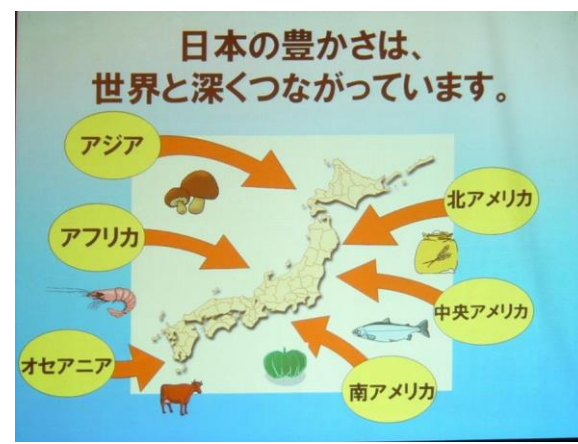 日本の豊かさは、
世界と深くつながっています。
アジア
北アメリカ
アフリカ
中央アメリカ
オセアニア
南アメリカ